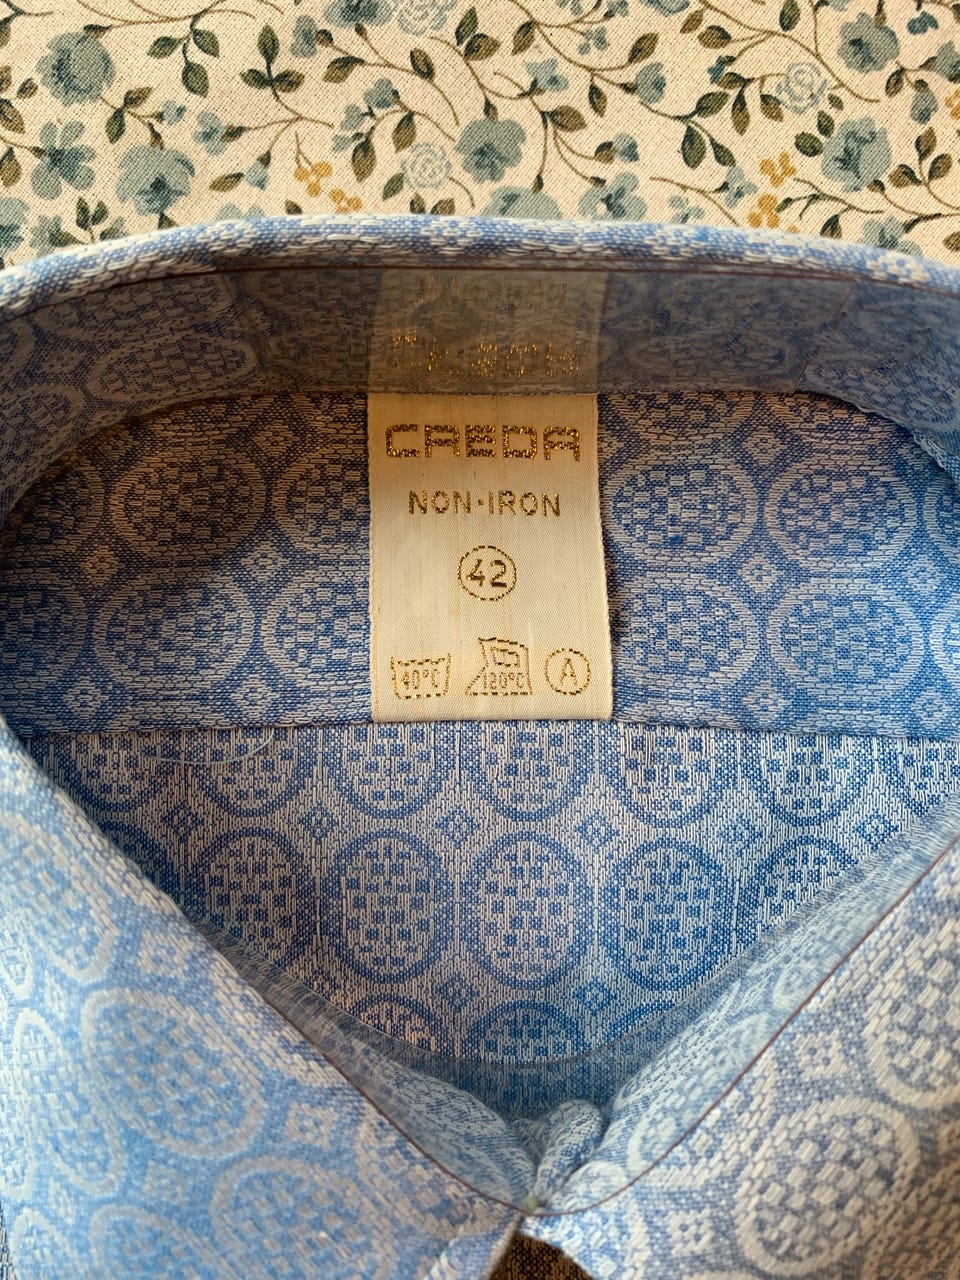 CREDA
NON-IRON
42
40°C 120°C A